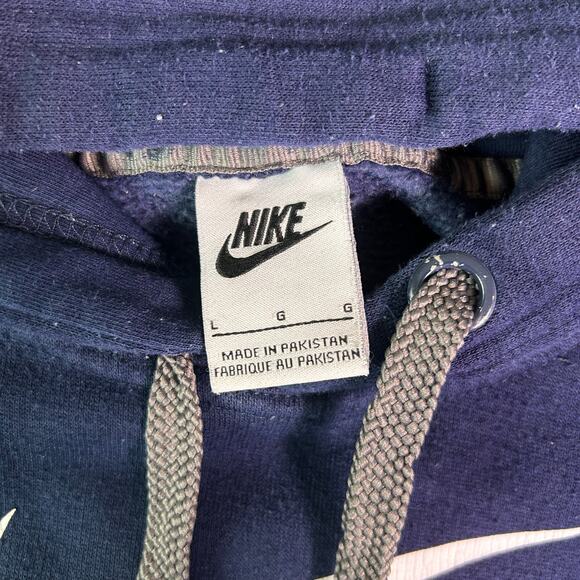 NIKE
L G G
MADE IN PAKISTAN
FABRIQUE AU PAKISTAN